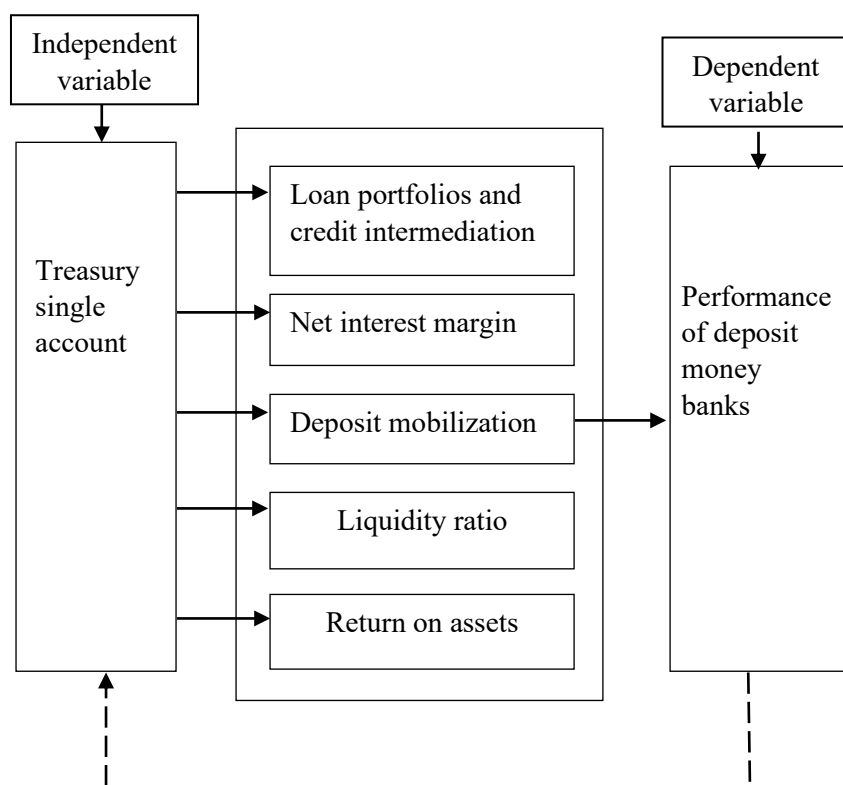 Independent
variable
Dependent
variable
Treasury
single
account
Loan portfolios and
credit intermediation
Net interest margin
Deposit mobilization
Liquidity ratio
Return on assets
Performance
of deposit
money
banks